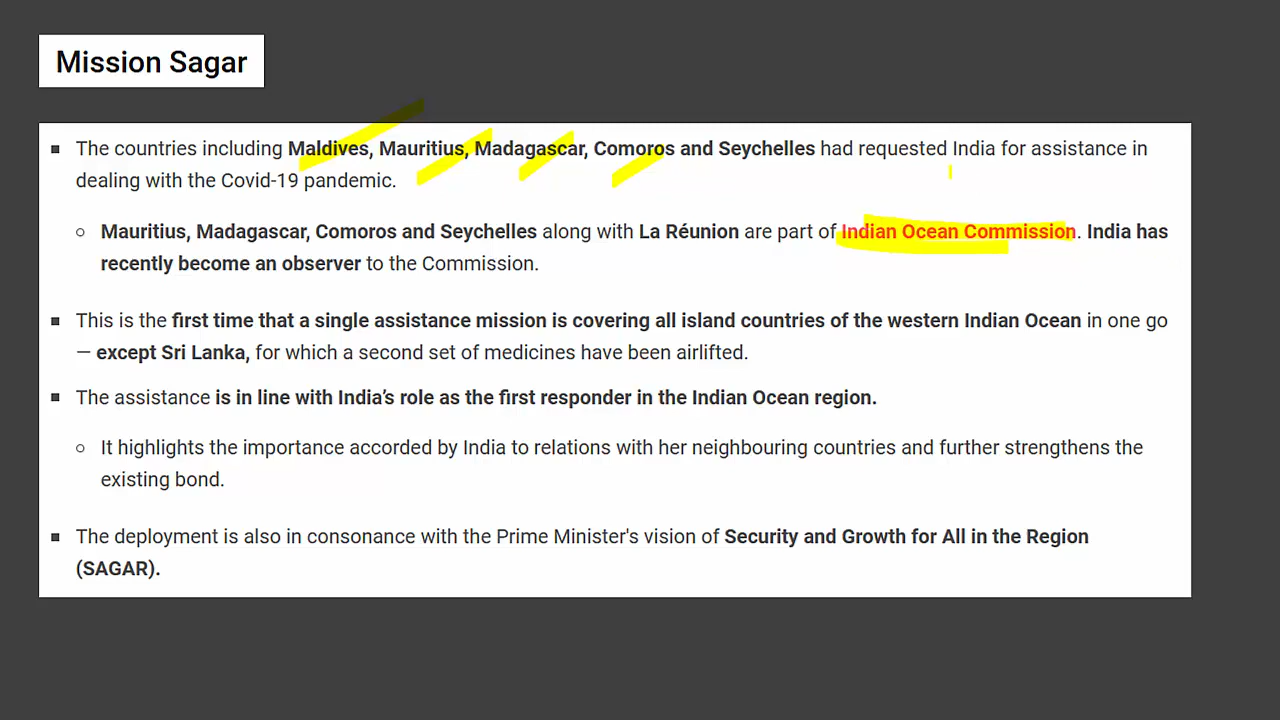 Mission Sagar
The countries including Maldives, Mauritius, Madagascar, Comoros and Seychelles had requested India for assistance in
dealing with the Covid-19 pandemic.
Mauritius, Madagascar, Comoros and Seychelles along with La Réunion are part of Indian Ocean Commission. India has
recently become an observer to the Commission.
This is the first time that a single assistance mission is covering all island countries of the western Indian Ocean in one go
— except Sri Lanka, for which a second set of medicines have been airlifted.
The assistance is in line with India’s role as the first responder in the Indian Ocean region.
It highlights the importance accorded by India to relations with her neighbouring countries and further strengthens the
existing bond.
The deployment is also in consonance with the Prime Minister's vision of Security and Growth for All in the Region
(SAGAR).